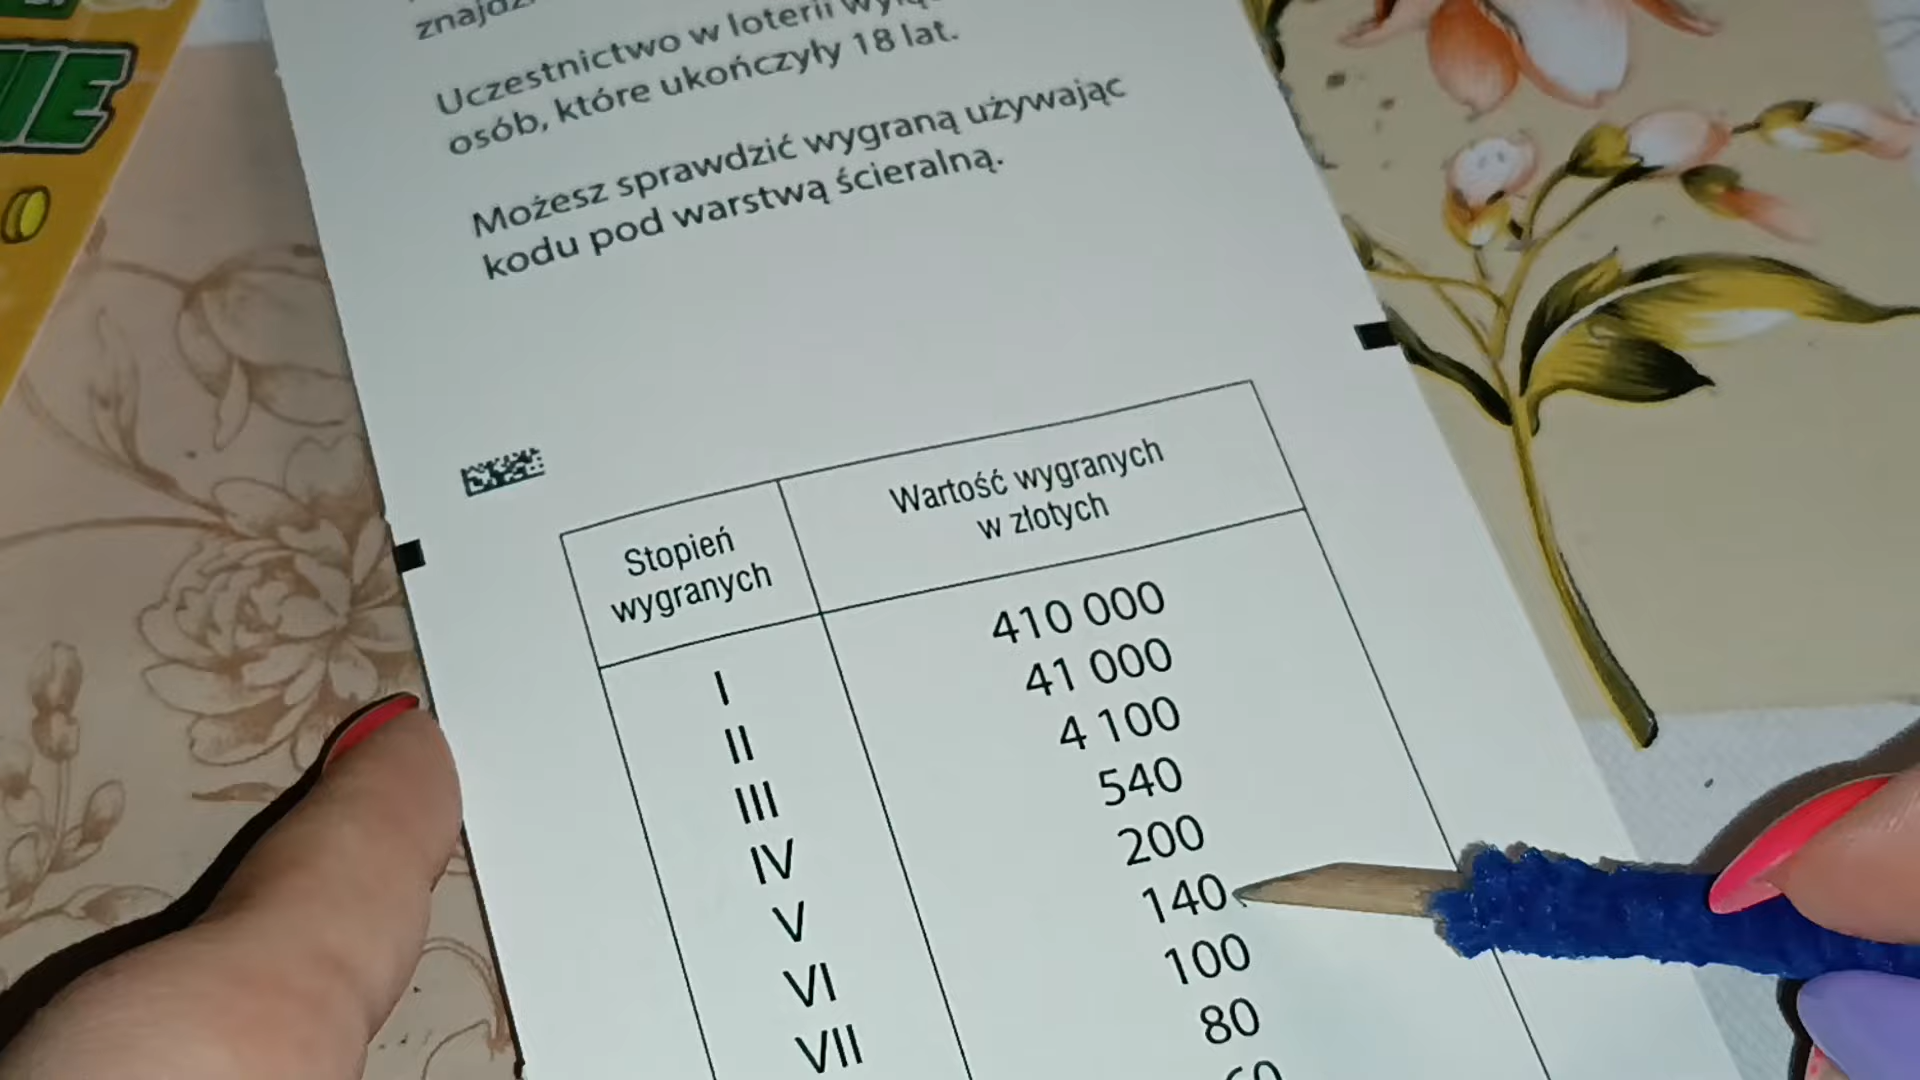 Uczestnictwo w loterii
osób, które ukończyły 18 lat.
Możesz sprawdzić wygraną używając
kodu pod warstwą ścieralną.
Stopień
wygranych
Wartość wygranych
w złotych
I 410 000
II 41 000
III 4 100
IV 540
V 200
VI 140
VII 100
80